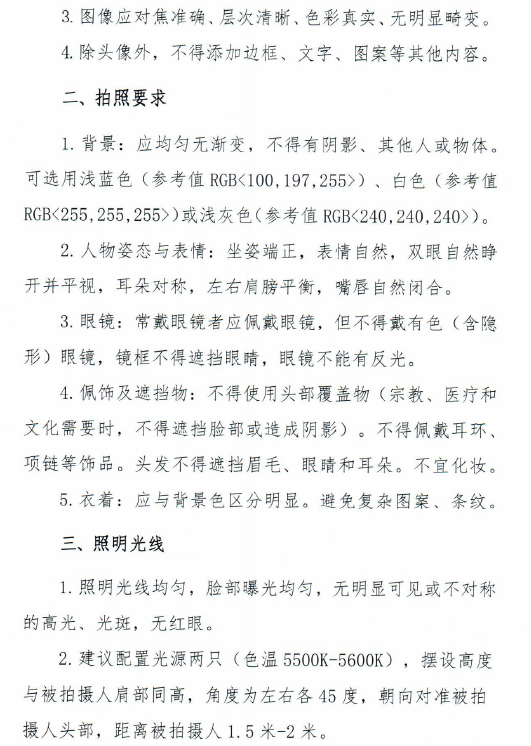 3. 图像应对焦准确、层次清晰、色彩真实、无明显畸变。
4. 除头像外，不得添加边框、文字、图案等其他内容。
二、拍照要求
1. 背景：应均匀无渐变，不得有阴影、其他人或物体。
可选用浅蓝色（参考值 RGB<100,197,255>）、白色（参考值
RGB<255,255,255>)或浅灰色(参考值 RGB<240,240,240>)。
2. 人物姿态与表情：坐姿端正，表情自然，双眼自然睁
开并平视，耳朵对称，左右肩膀平衡，嘴唇自然闭合。
3. 眼镜：常戴眼镜者应佩戴眼镜，但不得戴有色（含隐
形）眼镜，镜框不得遮挡眼睛，眼镜不能有反光。
4. 佩饰及遮挡物：不得使用头部覆盖物（宗教、医疗和
文化需要时，不得遮挡脸部或造成阴影）。不得佩戴耳环、
项链等饰品。头发不得遮挡眉毛、眼睛和耳朵。不宜化妆。
5. 衣着：应与背景色区分明显。避免复杂图案、条纹。
三、照明光线
1. 照明光线均匀，脸部曝光均匀，无明显可见或不对称
的高光、光斑，无红眼。
2. 建议配置光源两只（色温 5500K-5600K），摆设高度
与被拍摄人肩部同高，角度为左右各 45 度，朝向对准被拍
摄人头部，距离被拍摄人 1.5 米-2 米。